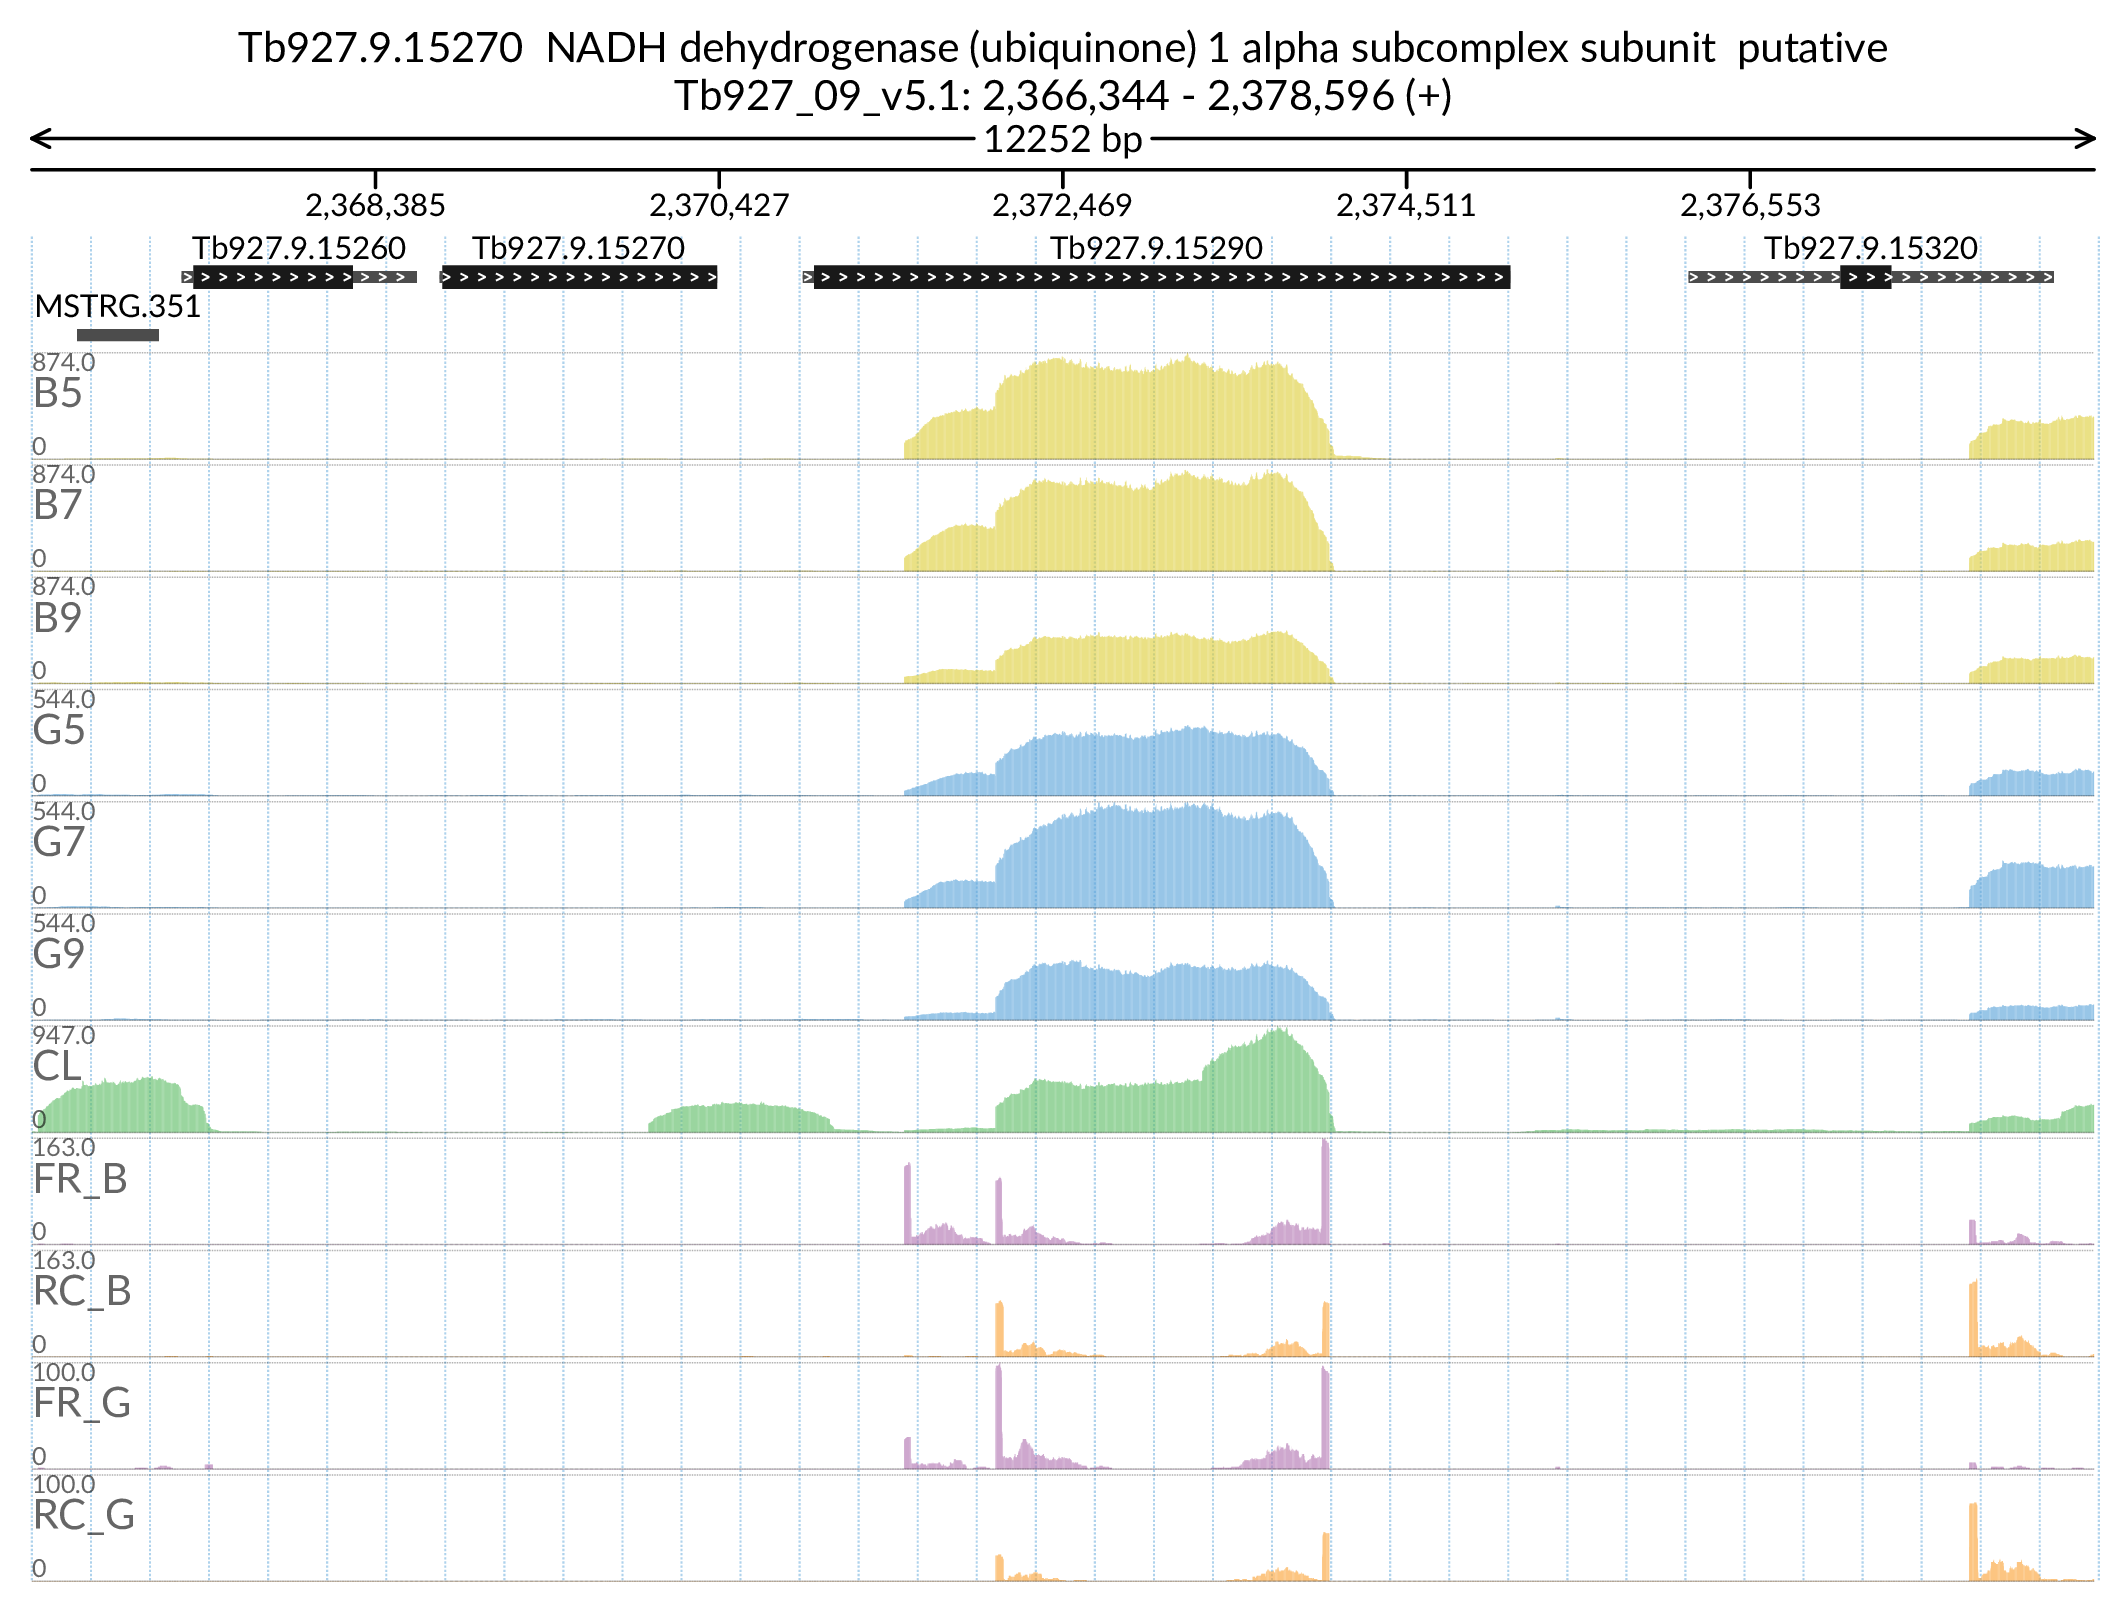 Tb927.9.15270 NADH dehydrogenase (ubiquinone) 1 alpha subcomplex subunit putative
Tb927_09_v5.1: 2,366,344 - 2,378,596 (+)
12252 bp
2,368,385 2,370,427 2,372,469 2,374,511 2,376,553
Tb927.9.15260 Tb927.9.15270 Tb927.9.15290 Tb927.9.15320
MSTRG.351
874.0
B5
0
874.0
B7
0
874.0
B9
0
544.0
G5
0
544.0
G7
0
544.0
G9
0
947.0
CL
0
163.0
FR_B
0
163.0
RC_B
0
100.0
FR_G
0
100.0
RC_G
0